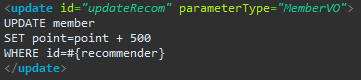 <update id="updateRecom" parameterType="MemberVO">
UPDATE member
SET point=point + 500
WHERE id=#{recommender}
</update>